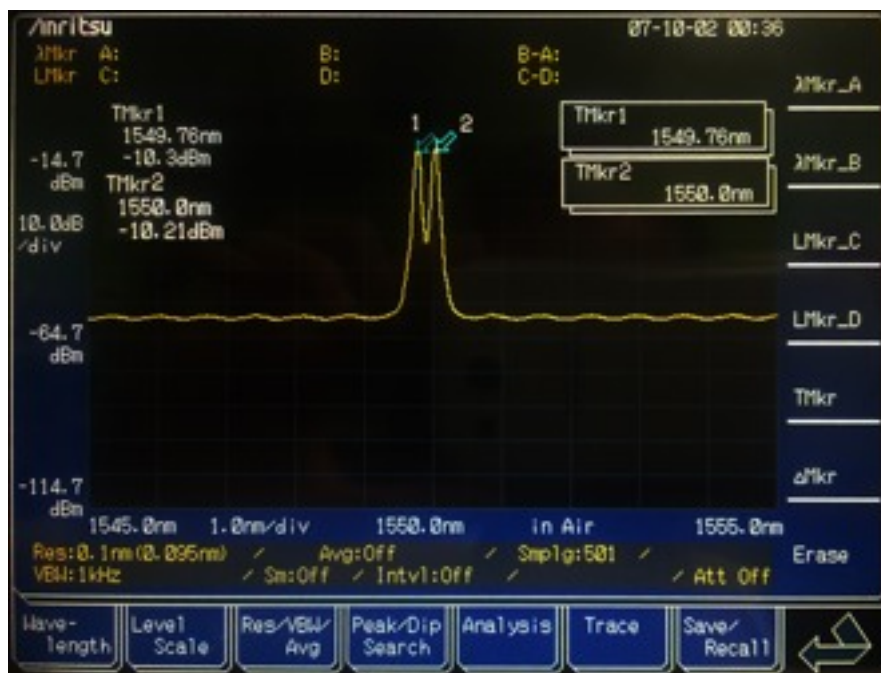 Anritsu 07-10-02 00:36
λMkr A: B: B-A:
LMkr C: D: C-D:
λMkr_A
TMkr1
1549.76nm
-10.3dBm
TMkr2
1550.0nm
-10.21dBm
1 2
TMkr1
1549.76nm
TMkr2
1550.0nm
-14.7
dBm
10.0dB
/div
-64.7
dBm
-114.7
dBm
λMkr_B
LMkr_C
LMkr_D
TMkr
ΔMkr
Erase
1545.0nm 1.0nm/div 1550.0nm in Air 1555.0nm
Res:0.1nm(0.095nm) / Avg:Off / Smplg:501 /
VBW:1kHz / Sm:Off / Intvl:Off / / Att Off
Wave-
length
Level
Scale
Res/VBW/
Avg
Peak/Dip
Search
Analysis
Trace
Save/
Recall